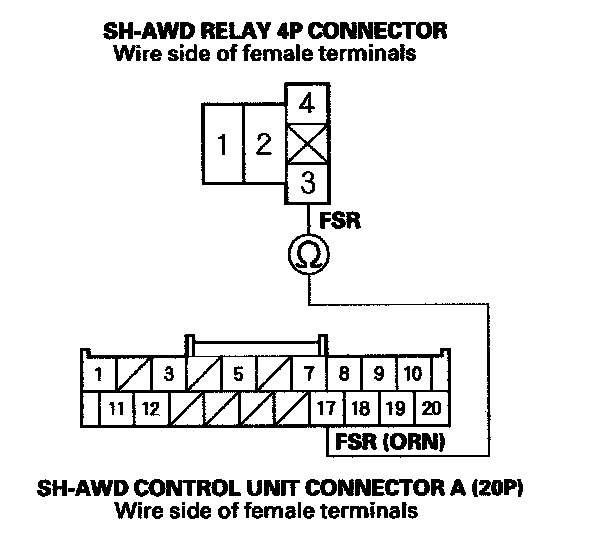 SH-AWD RELAY 4P CONNECTOR
Wire side of female terminals
4
1 2
3
FSR
Ω
1 3 5 7 8 9 10
11 12 17 18 19 20
FSR (ORN)
SH-AWD CONTROL UNIT CONNECTOR A (20P)
Wire side of female terminals